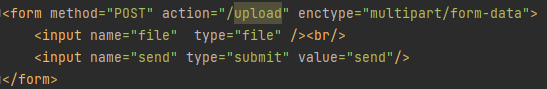 <form method="POST" action="/upload" enctype="multipart/form-data">
    <input name="file"  type="file" /><br/>
    <input name="send" type="submit" value="send"/>
</form>